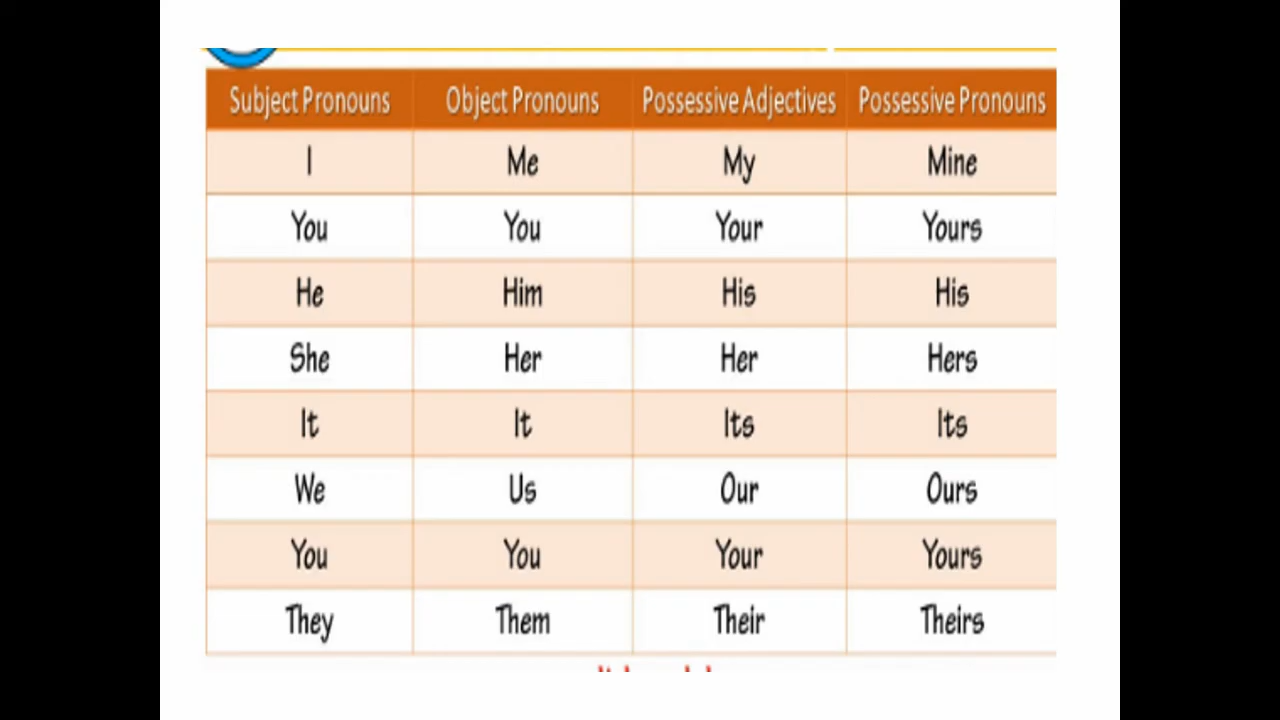 Subject Pronouns Object Pronouns Possessive Adjectives Possessive Pronouns
I Me My Mine
You You Your Yours
He Him His His
She Her Her Hers
It It Its Its
We Us Our Ours
You You Your Yours
They Them Their Theirs